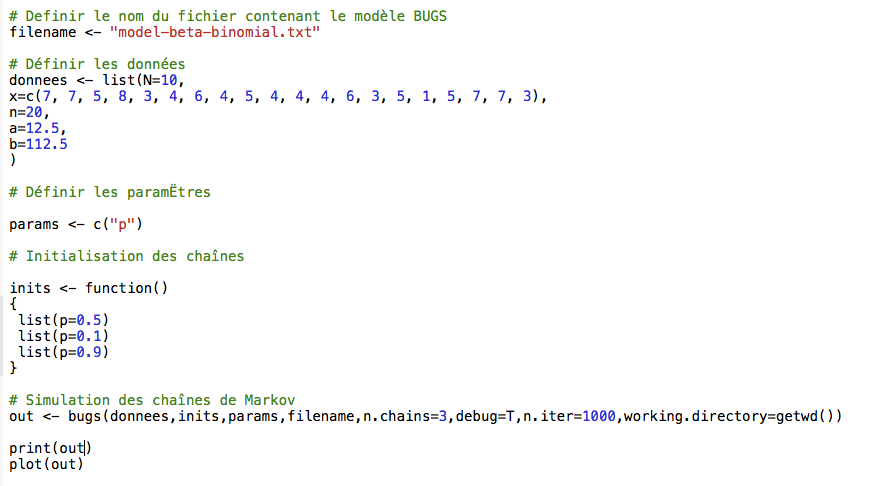 # Definir le nom du fichier contenant le modèle BUGS
filename <- "model-beta-binomial.txt"
# Définir les données
donnees <- list(N=10,
x=c(7, 7, 5, 8, 3, 4, 6, 4, 5, 4, 4, 4, 6, 3, 5, 1, 5, 7, 7, 3),
n=20,
a=12.5,
b=112.5
)
# Définir les paramËtres
params <- c("p")
# Initialisation des chaînes
inits <- function()
{
list(p=0.5)
list(p=0.1)
list(p=0.9)
}
# Simulation des chaînes de Markov
out <- bugs(donnees,inits,params,filename,n.chains=3,debug=T,n.iter=1000,working.directory=getwd())
print(out)
plot(out)